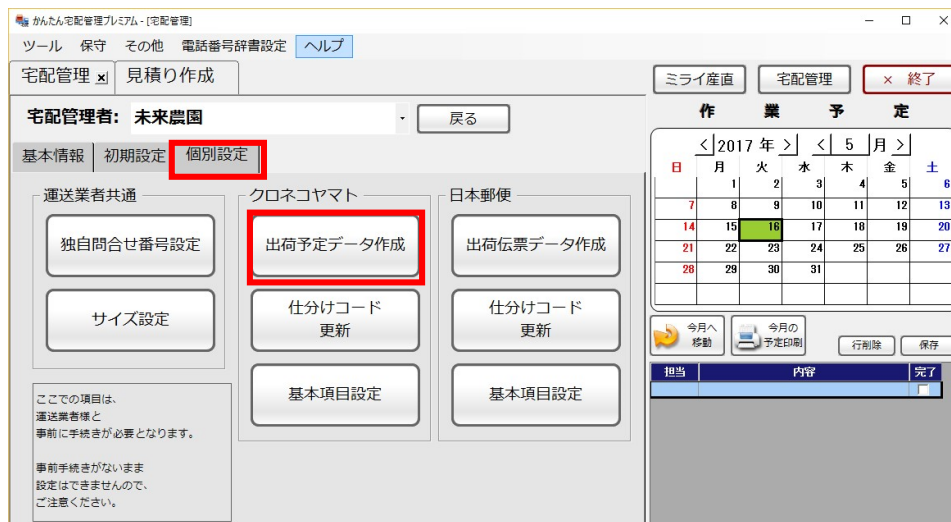 かんたん宅配管理プレミアム - [宅配管理]
ツール 保守 その他 電話番号辞書設定 ヘルプ
宅配管理 x 見積り作成
宅配管理者: 未来農園 戻る
基本情報 初期設定 個別設定
運送業者共通
独自問合せ番号設定
サイズ設定
クロネコヤマト
出荷予定データ作成
仕分けコード
更新
基本項目設定
日本郵便
出荷伝票データ作成
仕分けコード
更新
基本項目設定
ここでの項目は、
運送業者様と
事前に手続きが必要となります。
事前手続きがないまま
設定はできませんので、
ご注意ください。
ミライ産直 宅配管理 × 終了
作 業 予 定
< 2017 年 > < 5 月 >
日 月 火 水 木 金 土
1 2 3 4 5 6
7 8 9 10 11 12 13
14 15 16 17 18 19 20
21 22 23 24 25 26 27
28 29 30 31
今月へ
移動
今月の
予定印刷
行削除 保存
担当 内容 完了